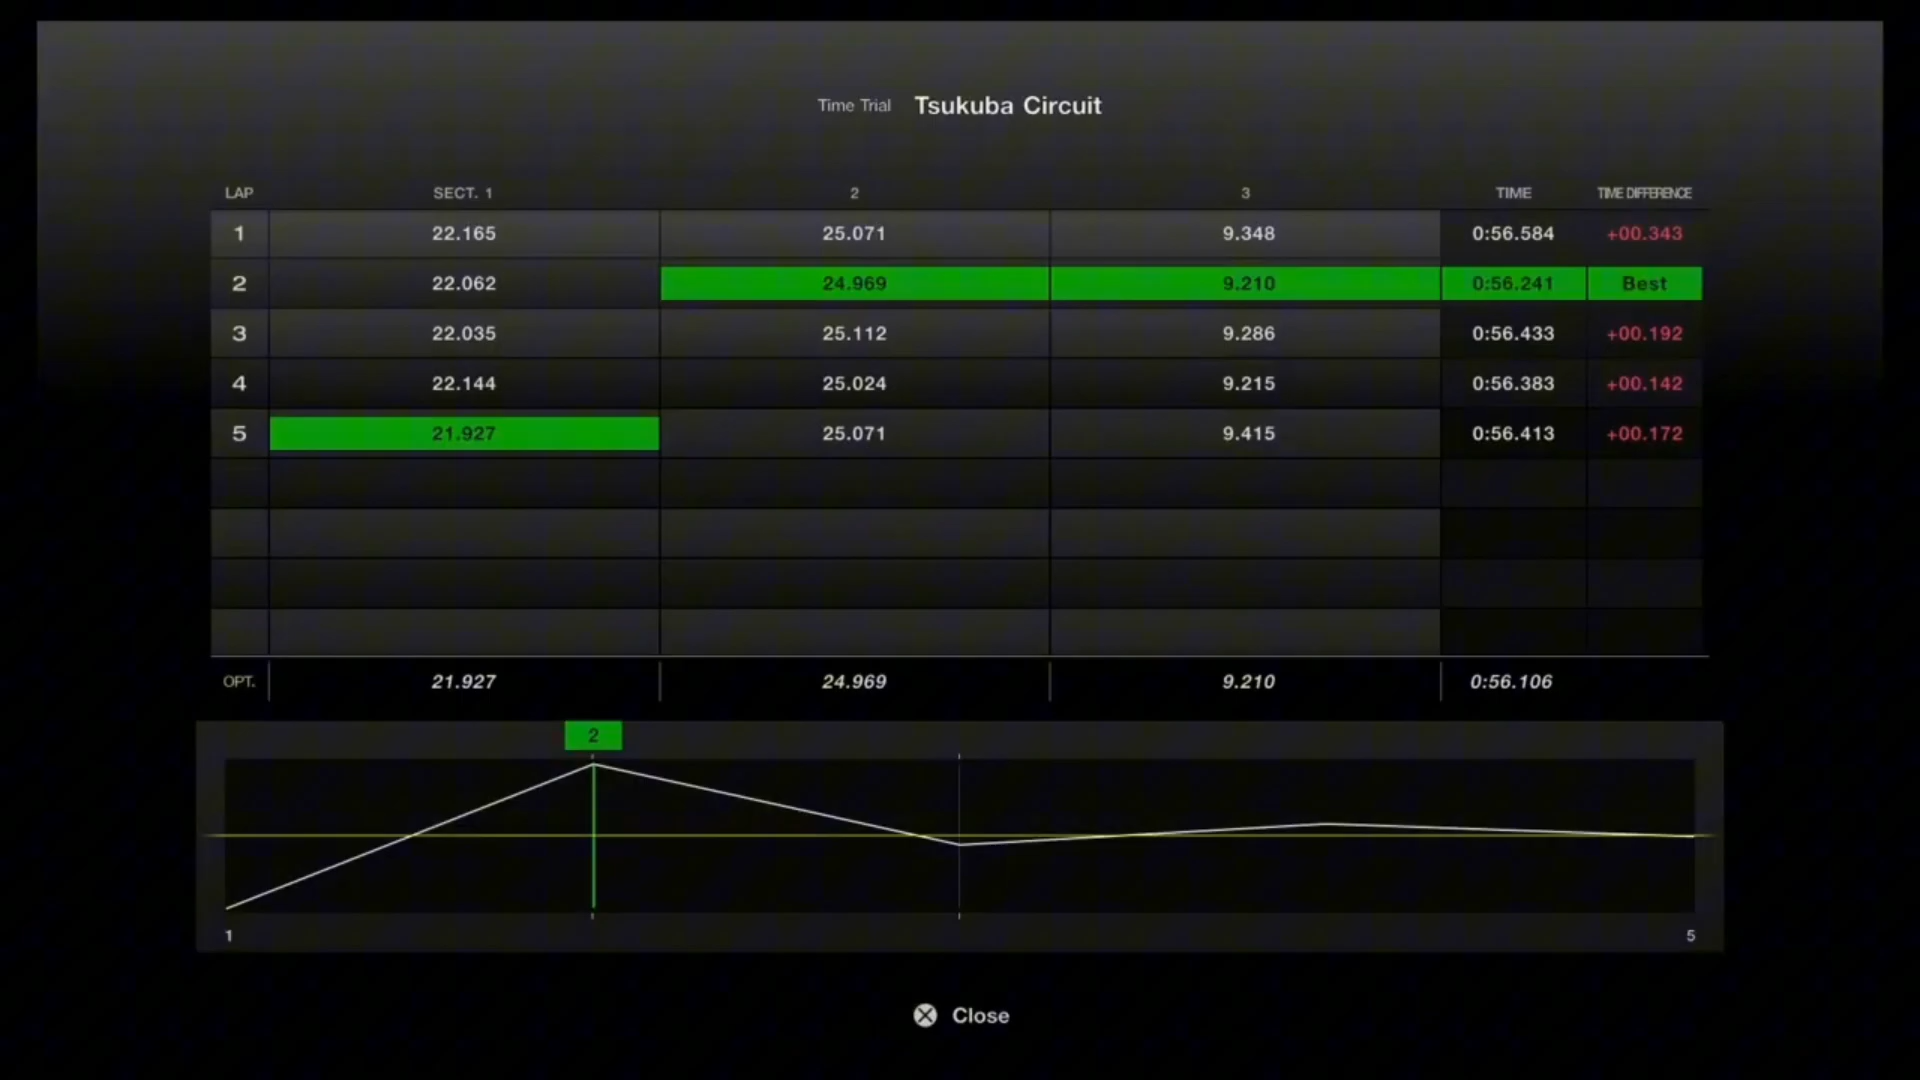 Time Trial Tsukuba Circuit
LAP SECT. 1 2 3 TIME TIME DIFFERENCE
1 22.165 25.071 9.348 0:56.584 +00.343
2 22.062 24.969 9.210 0:56.241 Best
3 22.035 25.112 9.286 0:56.433 +00.192
4 22.144 25.024 9.215 0:56.383 +00.142
5 21.927 25.071 9.415 0:56.413 +00.172
OPT. 21.927 24.969 9.210 0:56.106
2
1 5
Close